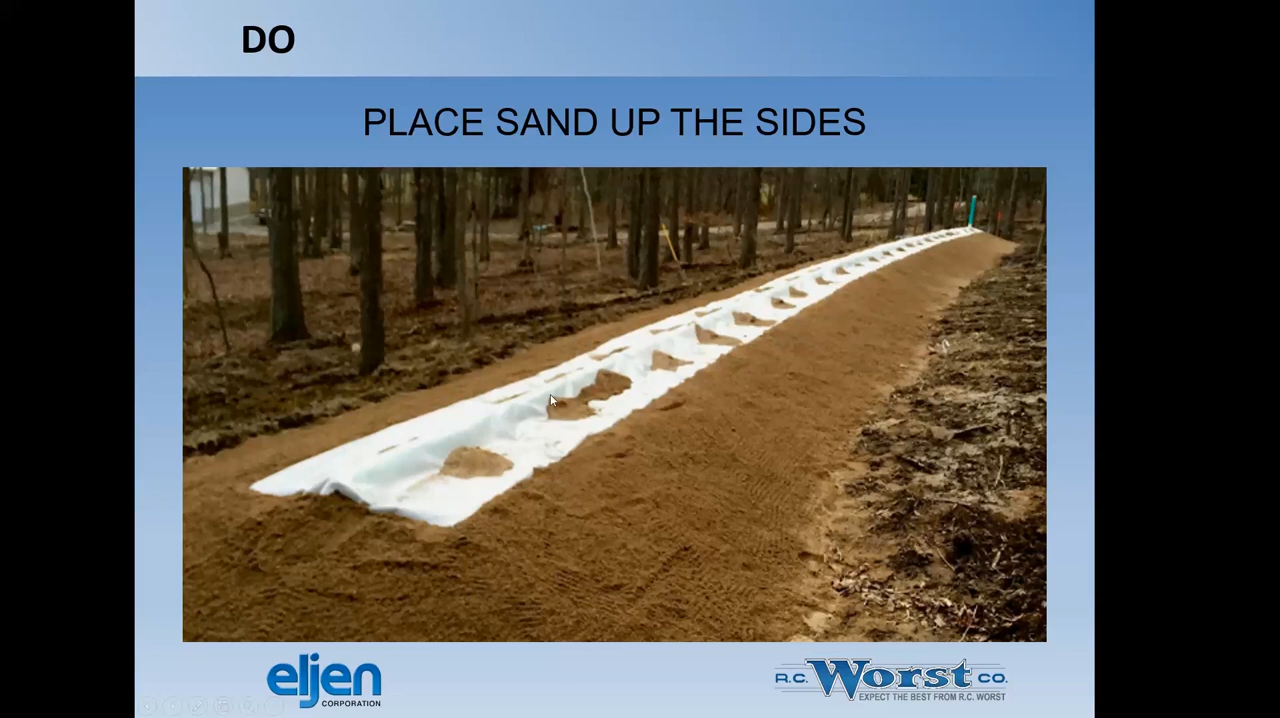 DO
PLACE SAND UP THE SIDES
eljen
CORPORATION
R.C. Worst CO.
EXPECT THE BEST FROM R.C. WORST